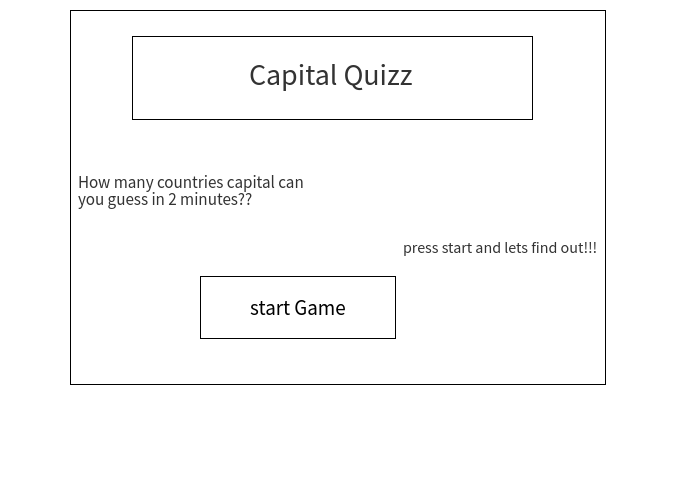 Capital Quizz
How many countries capital can
you guess in 2 minutes??
press start and lets find out!!!
start Game